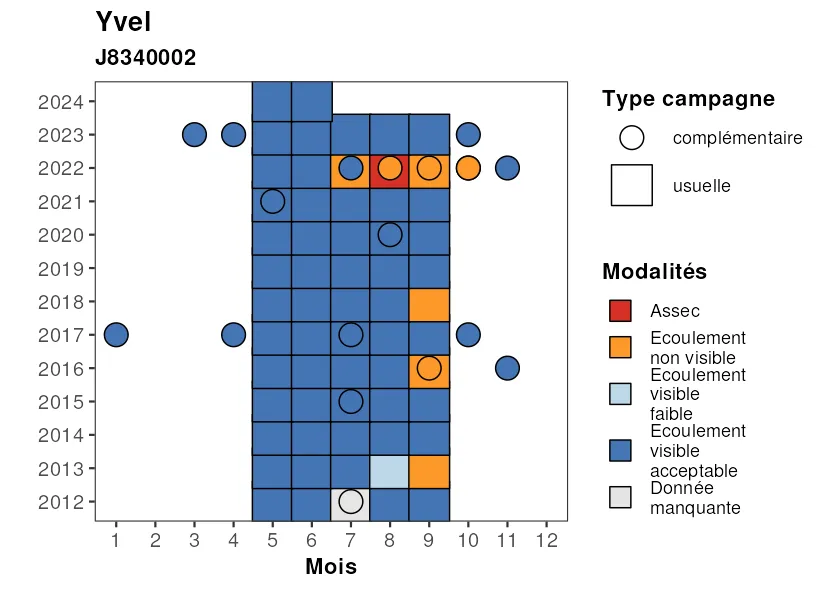 Yvel
J8340002
2024
2023
2022
2021
2020
2019
2018
2017
2016
2015
2014
2013
2012
1 2 3 4 5 6 7 8 9 10 11 12
Mois
Type campagne
complémentaire
usuelle
Modalités
Assec
Ecoulement
non visible
Ecoulement
visible
faible
Ecoulement
visible
acceptable
Donnée
manquante